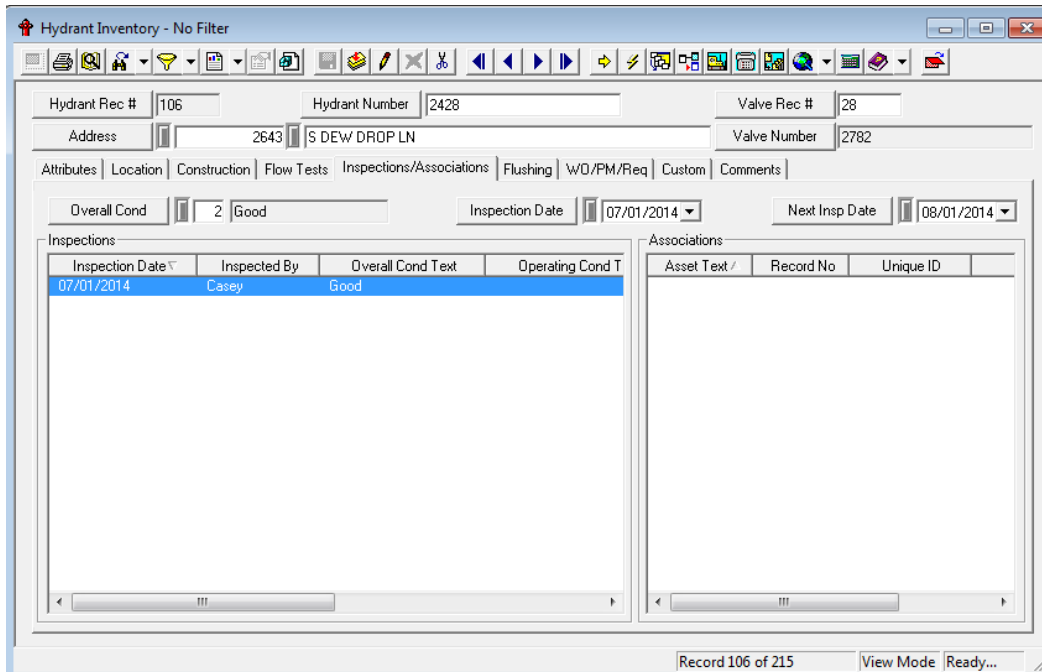 Hydrant Inventory - No Filter
Hydrant Rec # 106 Hydrant Number 2428 Valve Rec # 28
Address 2643 S DEW DROP LN Valve Number 2782
Attributes Location Construction Flow Tests Inspections/Associations Flushing WO/PM/Req Custom Comments
Overall Cond 2 Good Inspection Date 07/01/2014 Next Insp Date 08/01/2014
Inspections Associations
Inspection Date Inspected By Overall Cond Text Operating Cond T Asset Text Record No Unique ID
07/01/2014 Casey Good
Record 106 of 215 View Mode Ready...